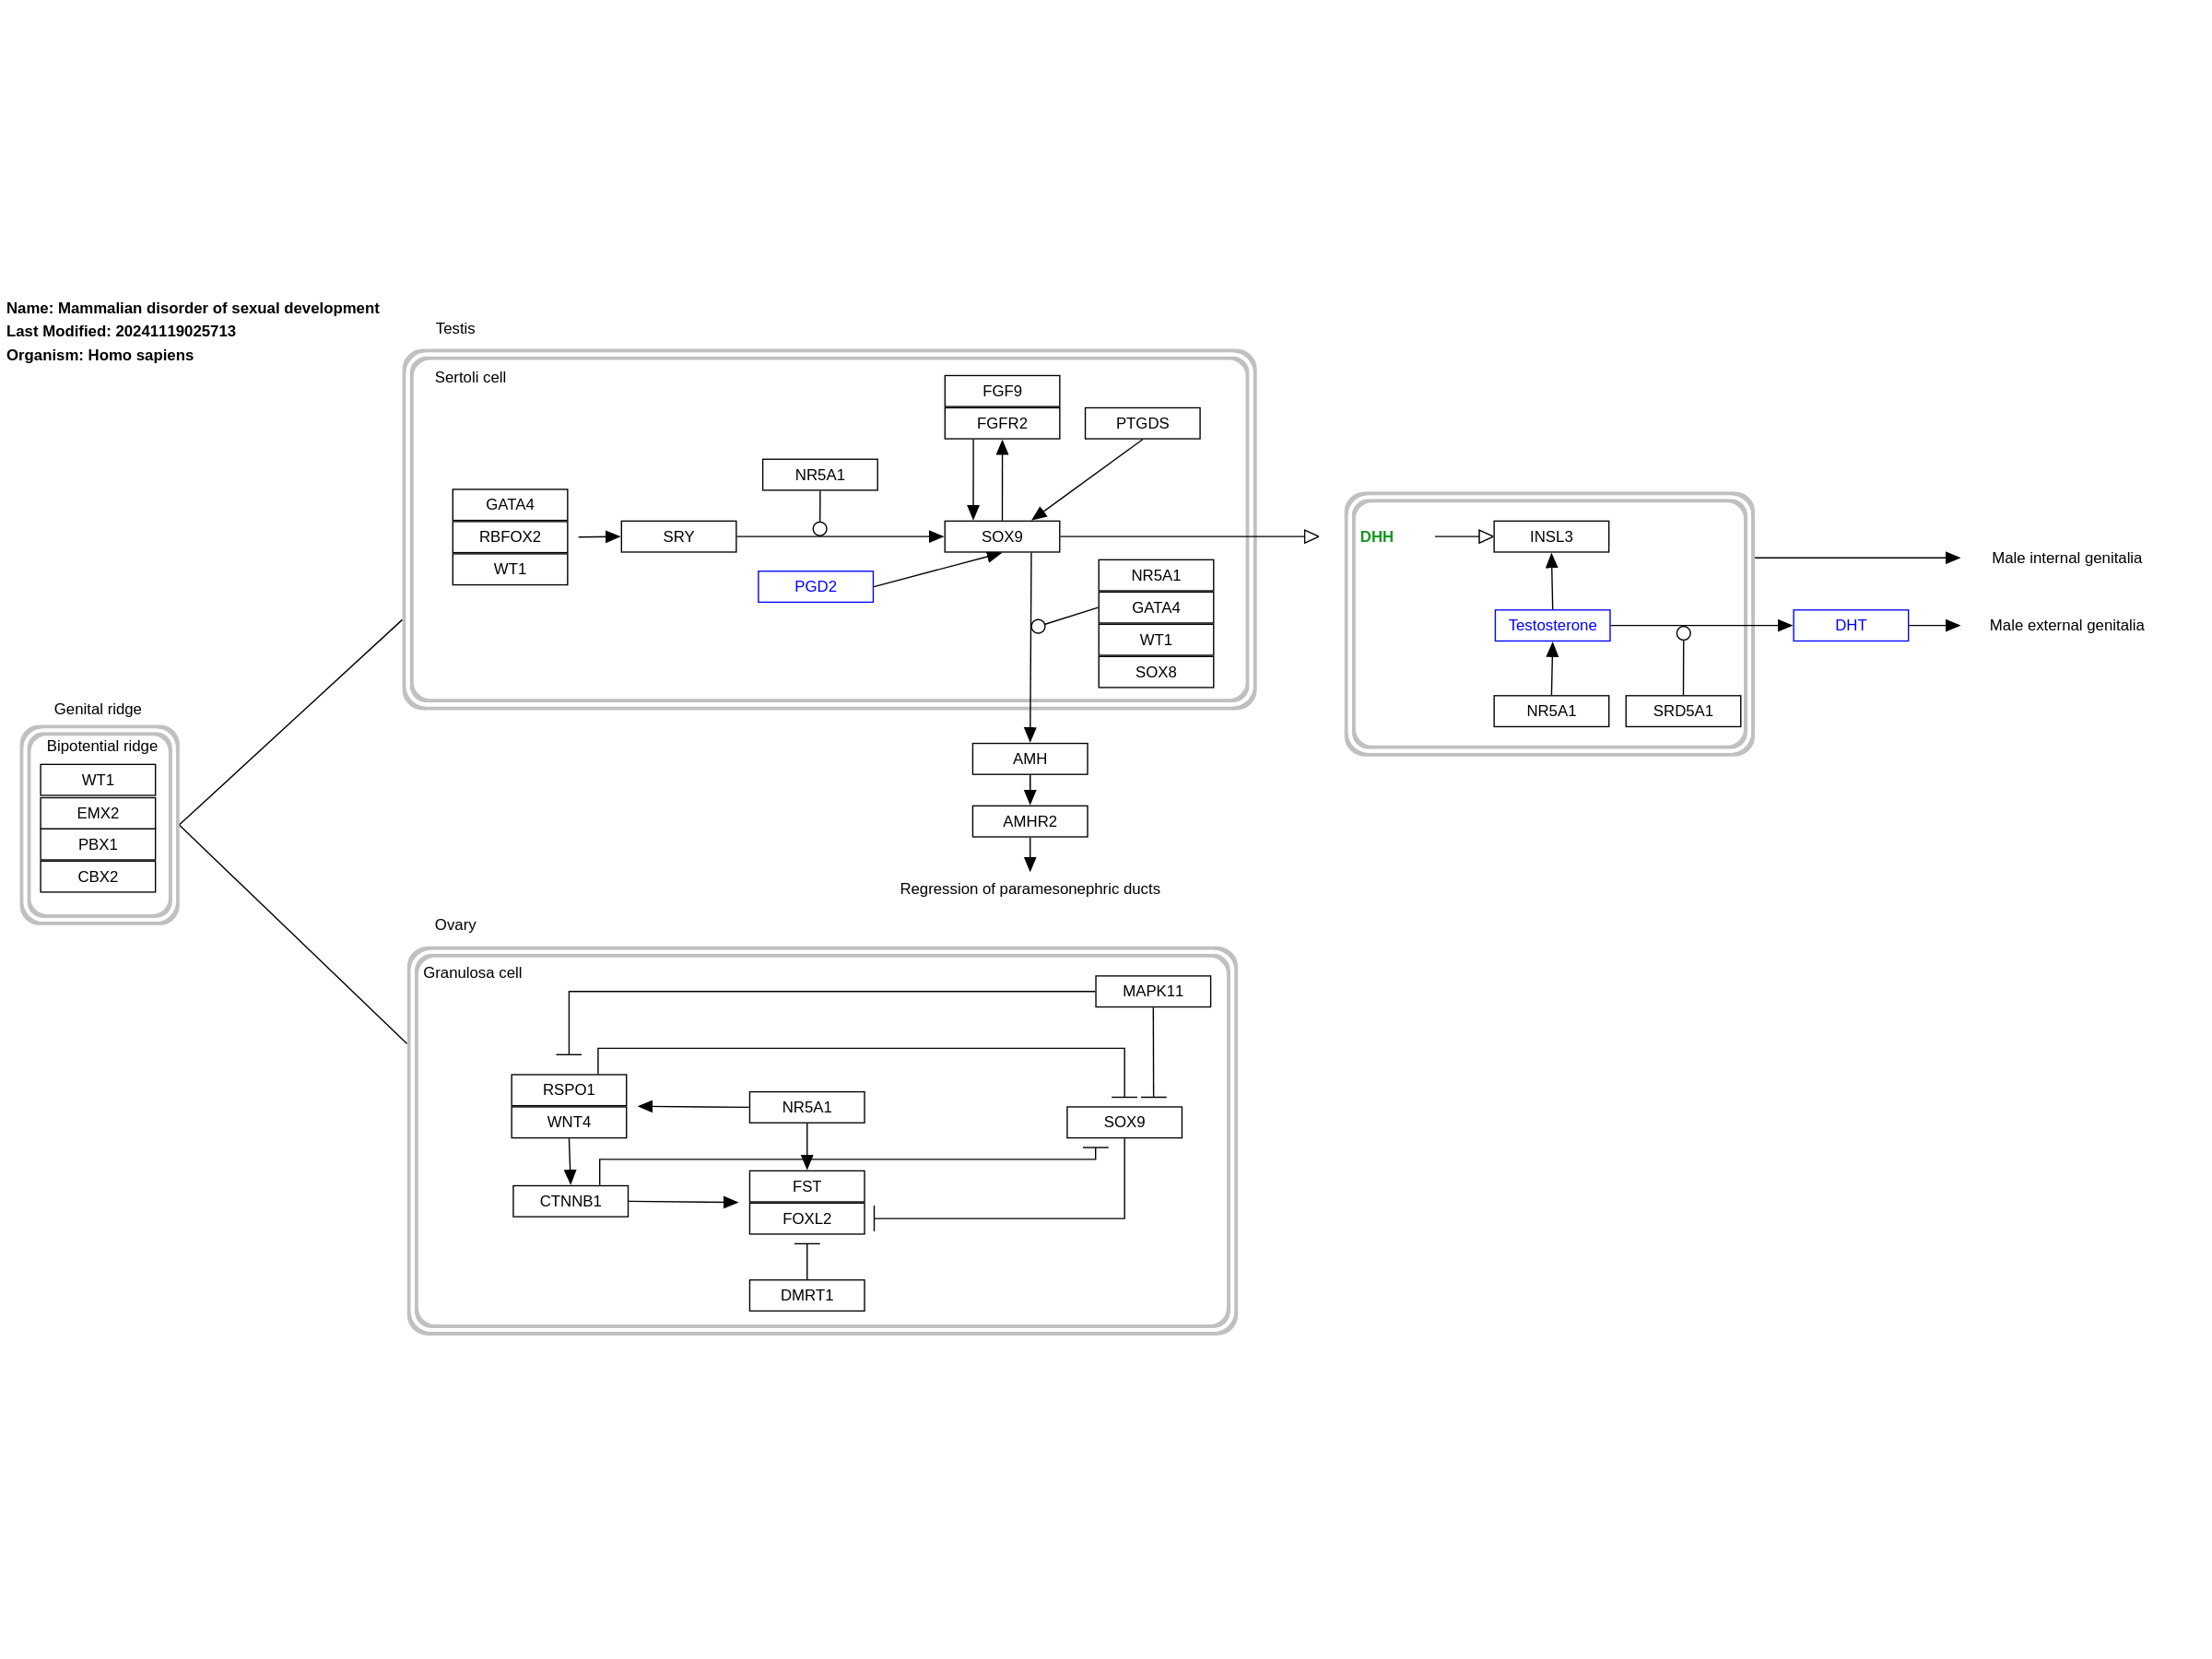 Name: Mammalian disorder of sexual development
Last Modified: 20241119025713
Organism: Homo sapiens
Testis
Sertoli cell
FGF9
FGFR2
PTGDS
NR5A1
GATA4
RBFOX2
WT1
SRY
SOX9
PGD2
NR5A1
GATA4
WT1
SOX8
DHH
INSL3
Testosterone
NR5A1
SRD5A1
DHT
Male internal genitalia
Male external genitalia
Genital ridge
Bipotential ridge
WT1
EMX2
PBX1
CBX2
AMH
AMHR2
Regression of paramesonephric ducts
Ovary
Granulosa cell
MAPK11
RSPO1
WNT4
NR5A1
SOX9
CTNNB1
FST
FOXL2
DMRT1